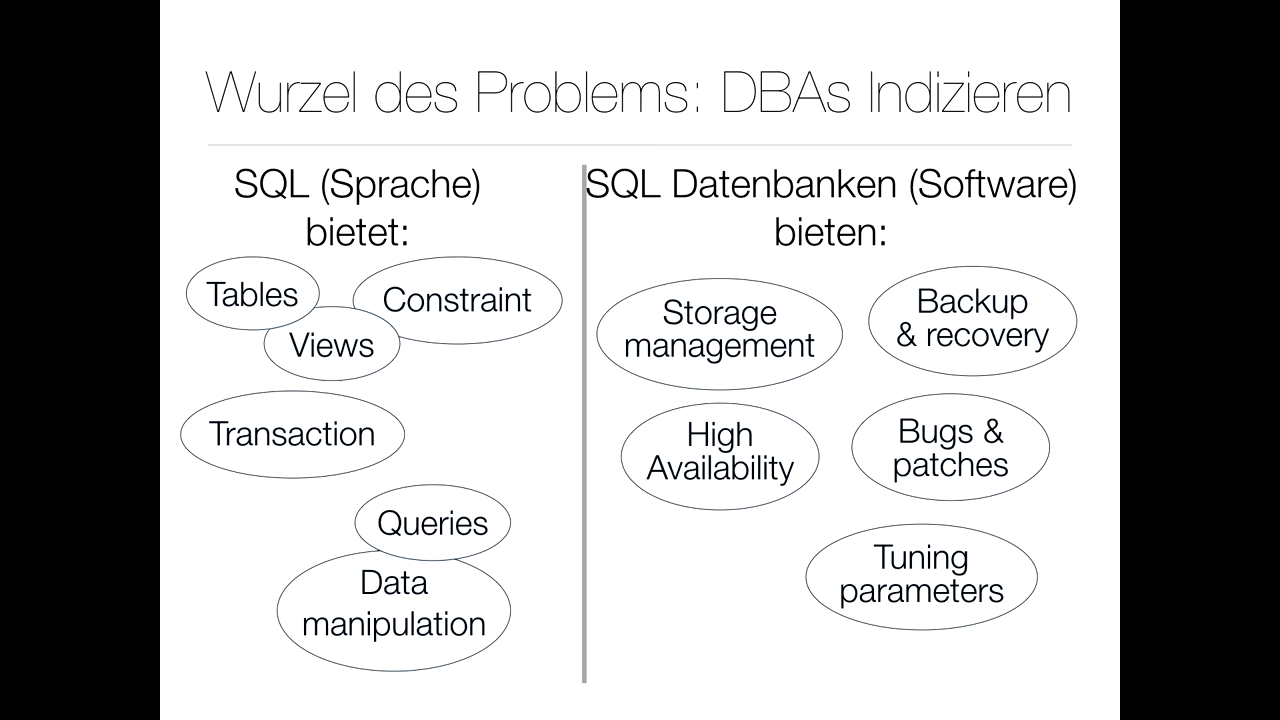 Wurzel des Problems: DBAs Indizieren
SQL (Sprache)
bietet:
Tables
Constraint
Views
Transaction
Queries
Data
manipulation
SQL Datenbanken (Software)
bieten:
Storage
management
Backup
& recovery
High
Availability
Bugs &
patches
Tuning
parameters